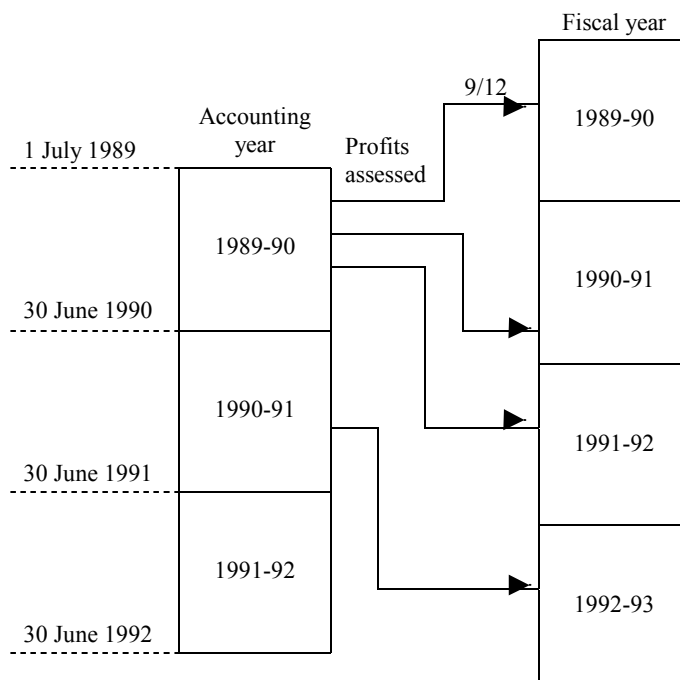 Fiscal year
9/12
Accounting
year
1989-90
1 July 1989
Profits
assessed
1989-90
1990-91
30 June 1990
1990-91
1991-92
30 June 1991
1991-92
1992-93
30 June 1992